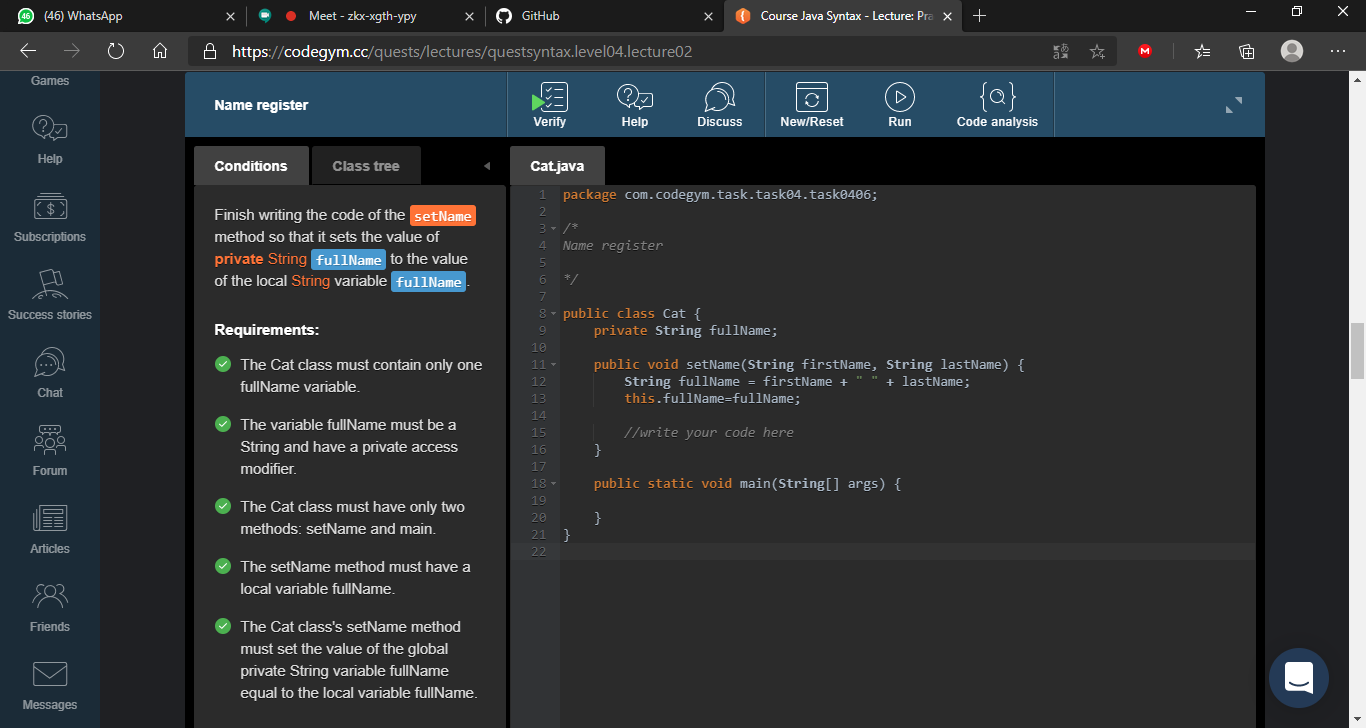 (46) WhatsApp
Meet - zkx-xgth-ypy
GitHub
Course Java Syntax - Lecture: Pra
https://codegym.cc/quests/lectures/questsyntax.level04.lecture02
Games
Help
Subscriptions
Success stories
Chat
Forum
Articles
Friends
Messages
Name register
Verify
Help
Discuss
New/Reset
Run
Code analysis
Conditions
Class tree
Finish writing the code of the setName
method so that it sets the value of
private String fullName to the value
of the local String variable fullName.
Requirements:
The Cat class must contain only one
fullName variable.
The variable fullName must be a
String and have a private access
modifier.
The Cat class must have only two
methods: setName and main.
The setName method must have a
local variable fullName.
The Cat class's setName method
must set the value of the global
private String variable fullName
equal to the local variable fullName.
Cat.java
1 package com.codegym.task.task04.task0406;
2
3 /*
4 Name register
5
6 */
7
8 public class Cat {
9 private String fullName;
10
11 public void setName(String firstName, String lastName) {
12 String fullName = firstName + " " + lastName;
13 this.fullName=fullName;
14
15 //write your code here
16 }
17
18 public static void main(String[] args) {
19
20 }
21 }
22